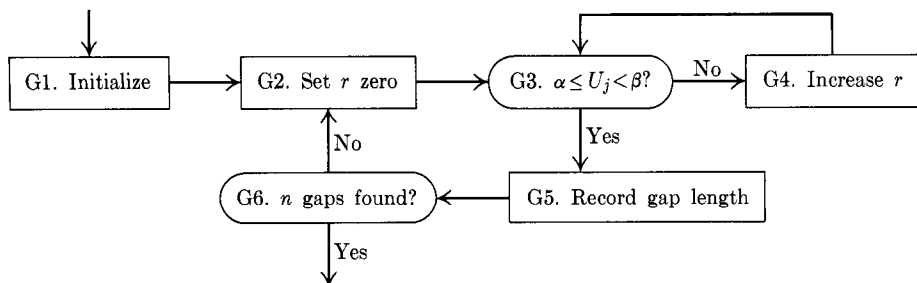 G1. Initialize
G2. Set r zero
G3. α ≤ U_j < β?
No
G4. Increase r
Yes
No
G6. n gaps found?
G5. Record gap length
Yes